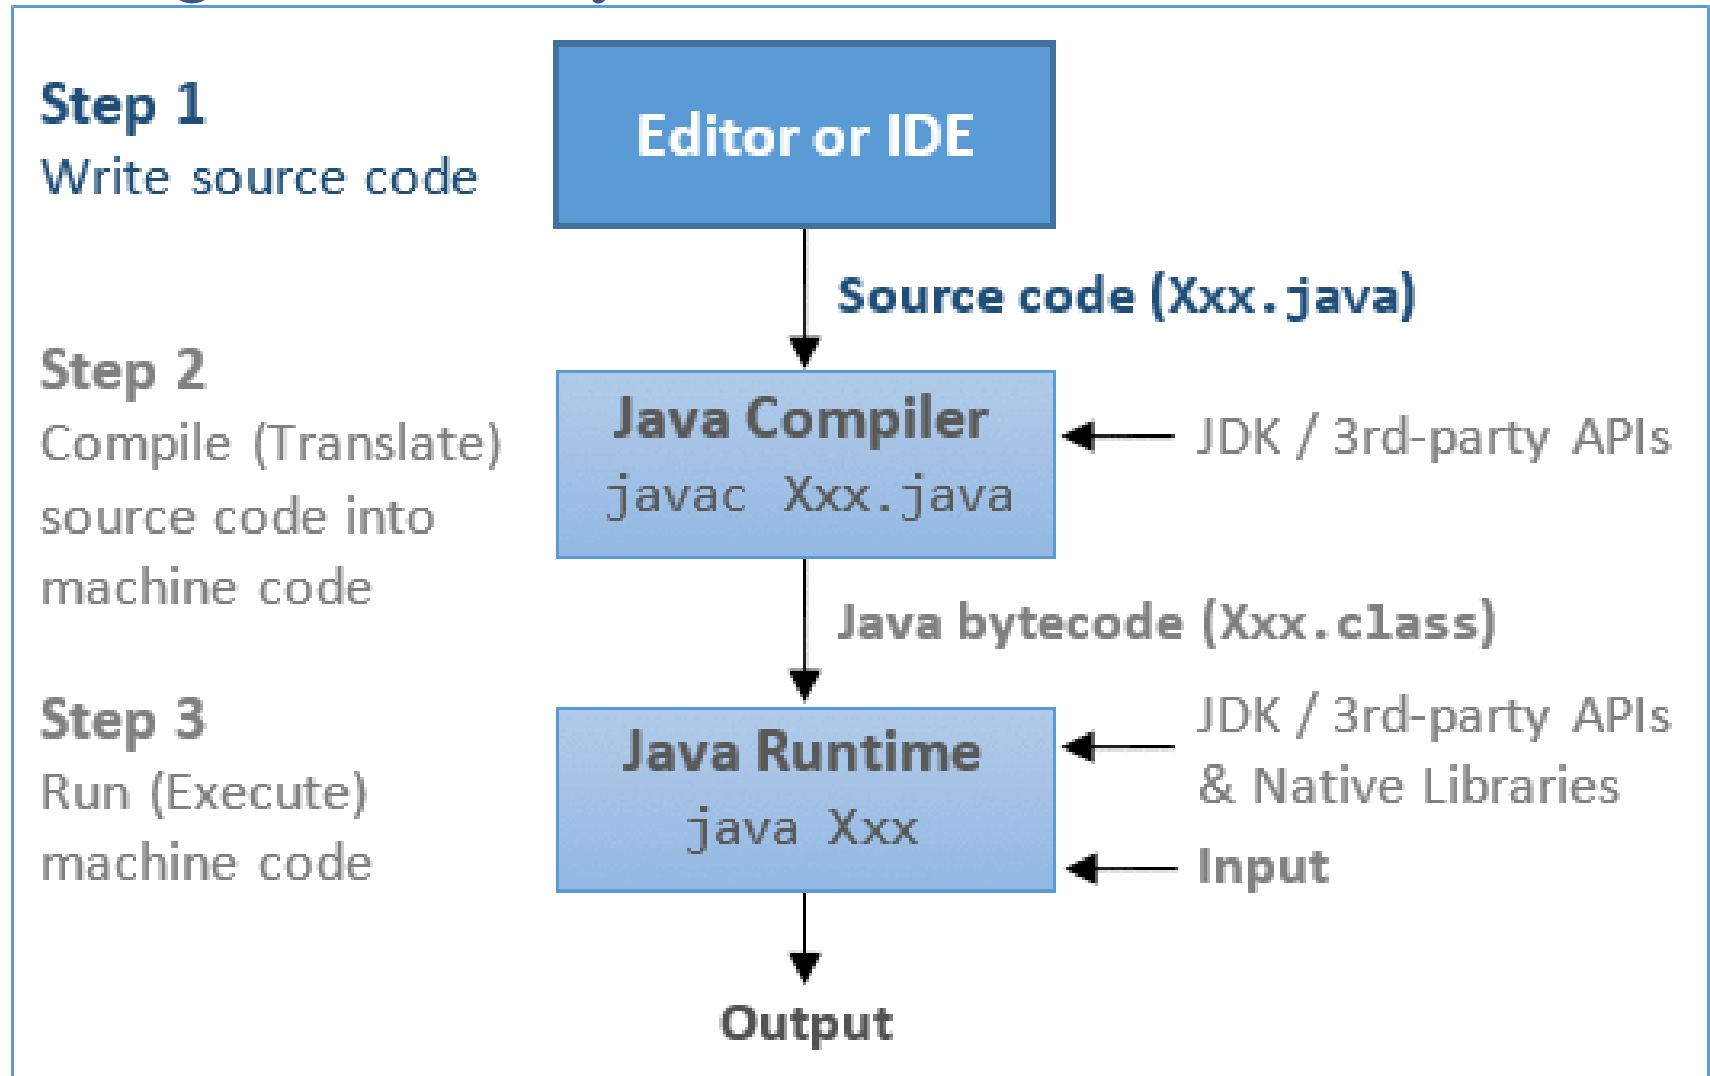 Step 1
Write source code
Editor or IDE
Source code (Xxx.java)
Step 2
Compile (Translate)
source code into
machine code
Java Compiler
javac Xxx.java
JDK / 3rd-party APIs
Java bytecode (Xxx.class)
Step 3
Run (Execute)
machine code
Java Runtime
java Xxx
JDK / 3rd-party APIs
& Native Libraries
Input
Output